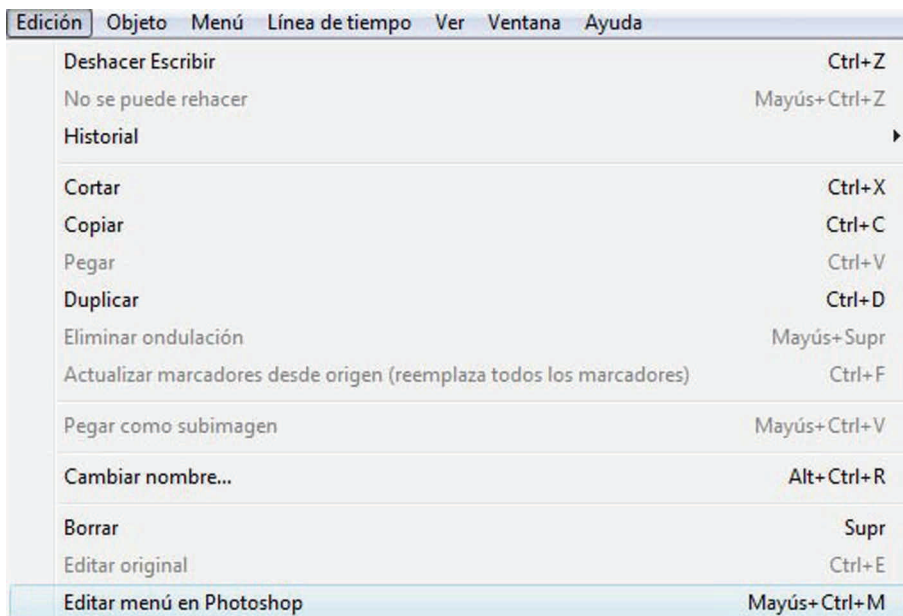 Edición Objeto Menú Línea de tiempo Ver Ventana Ayuda
Deshacer Escribir Ctrl+Z
No se puede rehacer Mayús+Ctrl+Z
Historial
Cortar Ctrl+X
Copiar Ctrl+C
Pegar Ctrl+V
Duplicar Ctrl+D
Eliminar ondulación Mayús+Supr
Actualizar marcadores desde origen (reemplaza todos los marcadores) Ctrl+F
Pegar como subimagen Mayús+Ctrl+V
Cambiar nombre... Alt+Ctrl+R
Borrar Supr
Editar original Ctrl+E
Editar menú en Photoshop Mayús+Ctrl+M